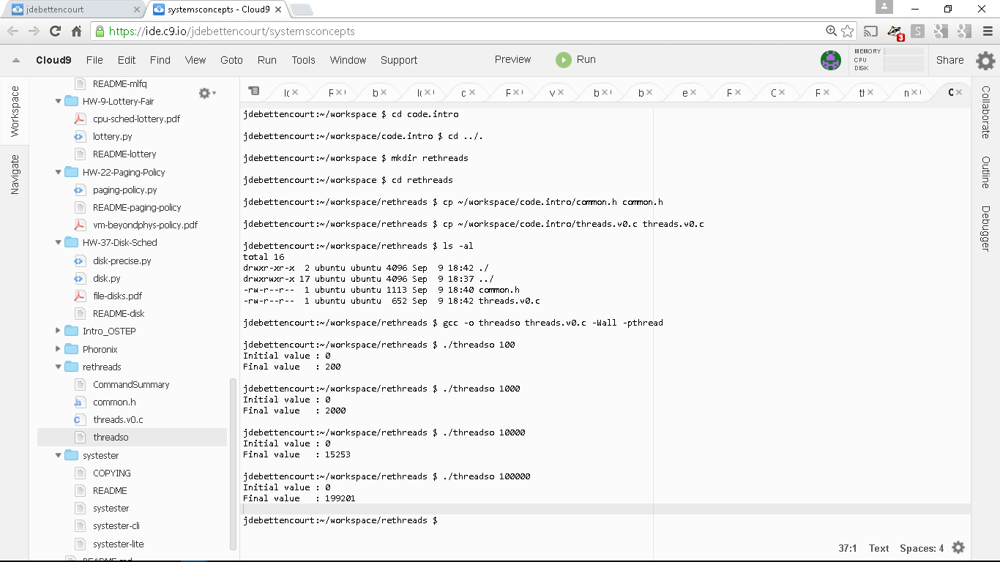 jdebettencourt
systemsconcepts - Cloud9
https://ide.c9.io/jdebettencourt/systemsconcepts
3
S
Cloud9 File Edit Find View Goto Run Tools Window Support Preview Run
MEMORY
CPU
DISK
Share
Workspace
Navigate
README-mlfq
HW-9-Lottery-Fair
cpu-sched-lottery.pdf
lottery.py
README-lottery
HW-22-Paging-Policy
paging-policy.py
README-paging-policy
vm-beyondphys-policy.pdf
HW-37-Disk-Sched
disk-precise.py
disk.py
file-disks.pdf
README-disk
Intro_OSTEP
Phoronix
rethreads
CommandSummary
common.h
threads.v0.c
threadso
systester
COPYING
README
systester
systester-cli
systester-lite
README.md
jdebettencourt:~/workspace $ cd code.intro
jdebettencourt:~/workspace/code.intro $ cd ../.
jdebettencourt:~/workspace $ mkdir rethreads
jdebettencourt:~/workspace $ cd rethreads
jdebettencourt:~/workspace/rethreads $ cp ~/workspace/code.intro/common.h common.h
jdebettencourt:~/workspace/rethreads $ cp ~/workspace/code.intro/threads.v0.c threads.v0.c
jdebettencourt:~/workspace/rethreads $ ls -al
total 16
drwxr-xr-x  2 ubuntu ubuntu 4096 Sep  9 18:42 ./
drwxrwxr-x 17 ubuntu ubuntu 4096 Sep  9 18:37 ../
-rw-r--r--  1 ubuntu ubuntu 1113 Sep  9 18:40 common.h
-rw-r--r--  1 ubuntu ubuntu  652 Sep  9 18:42 threads.v0.c
jdebettencourt:~/workspace/rethreads $ gcc -o threadso threads.v0.c -Wall -pthread
jdebettencourt:~/workspace/rethreads $ ./threadso 100
Initial value : 0
Final value   : 200
jdebettencourt:~/workspace/rethreads $ ./threadso 1000
Initial value : 0
Final value   : 2000
jdebettencourt:~/workspace/rethreads $ ./threadso 10000
Initial value : 0
Final value   : 15253
jdebettencourt:~/workspace/rethreads $ ./threadso 100000
Initial value : 0
Final value   : 199201
jdebettencourt:~/workspace/rethreads $
37:1 Text Spaces: 4
Collaborate
Outline
Debugger